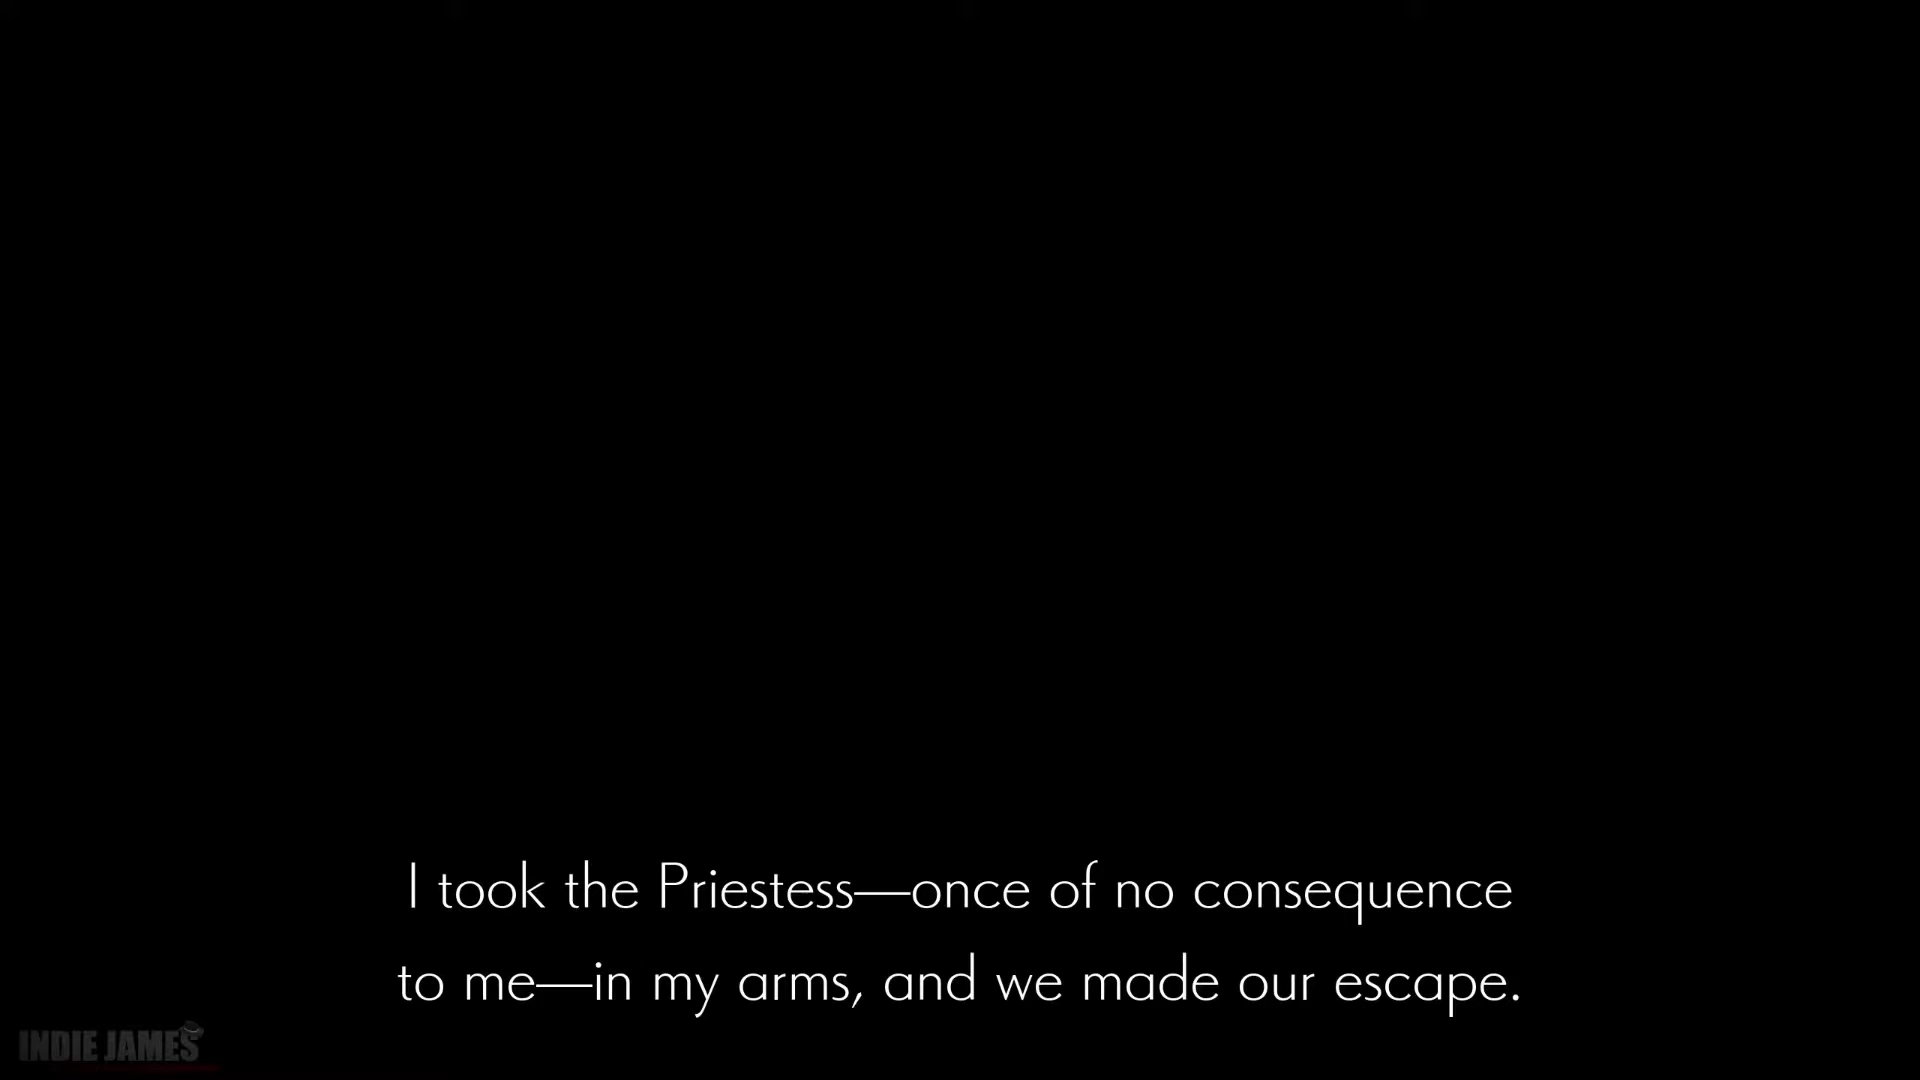 I took the Priestess—once of no consequence
to me—in my arms, and we made our escape.
INDIE JAMES